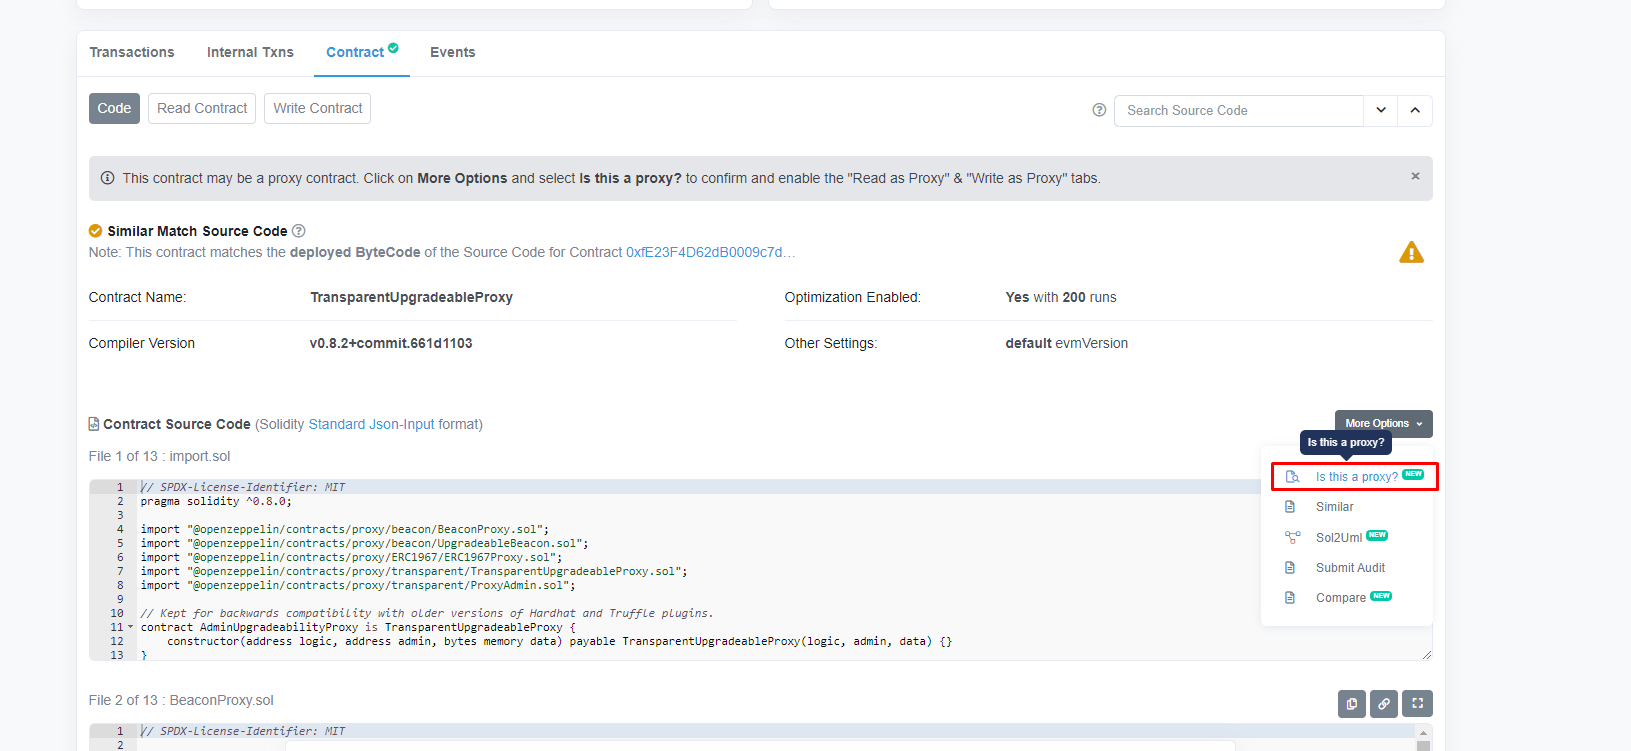 Transactions Internal Txns Contract Events
Code Read Contract Write Contract Search Source Code
This contract may be a proxy contract. Click on More Options and select Is this a proxy? to confirm and enable the "Read as Proxy" & "Write as Proxy" tabs. ×
Similar Match Source Code
Note: This contract matches the deployed ByteCode of the Source Code for Contract 0xfE23F4D62dB0009c7d…
Contract Name: TransparentUpgradeableProxy Optimization Enabled: Yes with 200 runs
Compiler Version v0.8.2+commit.661d1103 Other Settings: default evmVersion
Contract Source Code (Solidity Standard Json-Input format) More Options
Is this a proxy?
File 1 of 13 : import.sol
Is this a proxy? NEW
Similar
Sol2Uml NEW
Submit Audit
Compare NEW
1 // SPDX-License-Identifier: MIT
2 pragma solidity ^0.8.0;
3
4 import "@openzeppelin/contracts/proxy/beacon/BeaconProxy.sol";
5 import "@openzeppelin/contracts/proxy/beacon/UpgradeableBeacon.sol";
6 import "@openzeppelin/contracts/proxy/ERC1967/ERC1967Proxy.sol";
7 import "@openzeppelin/contracts/proxy/transparent/TransparentUpgradeableProxy.sol";
8 import "@openzeppelin/contracts/proxy/transparent/ProxyAdmin.sol";
9
10 // Kept for backwards compatibility with older versions of Hardhat and Truffle plugins.
11 contract AdminUpgradeabilityProxy is TransparentUpgradeableProxy {
12 constructor(address logic, address admin, bytes memory data) payable TransparentUpgradeableProxy(logic, admin, data) {}
13 }
File 2 of 13 : BeaconProxy.sol
1 // SPDX-License-Identifier: MIT
2